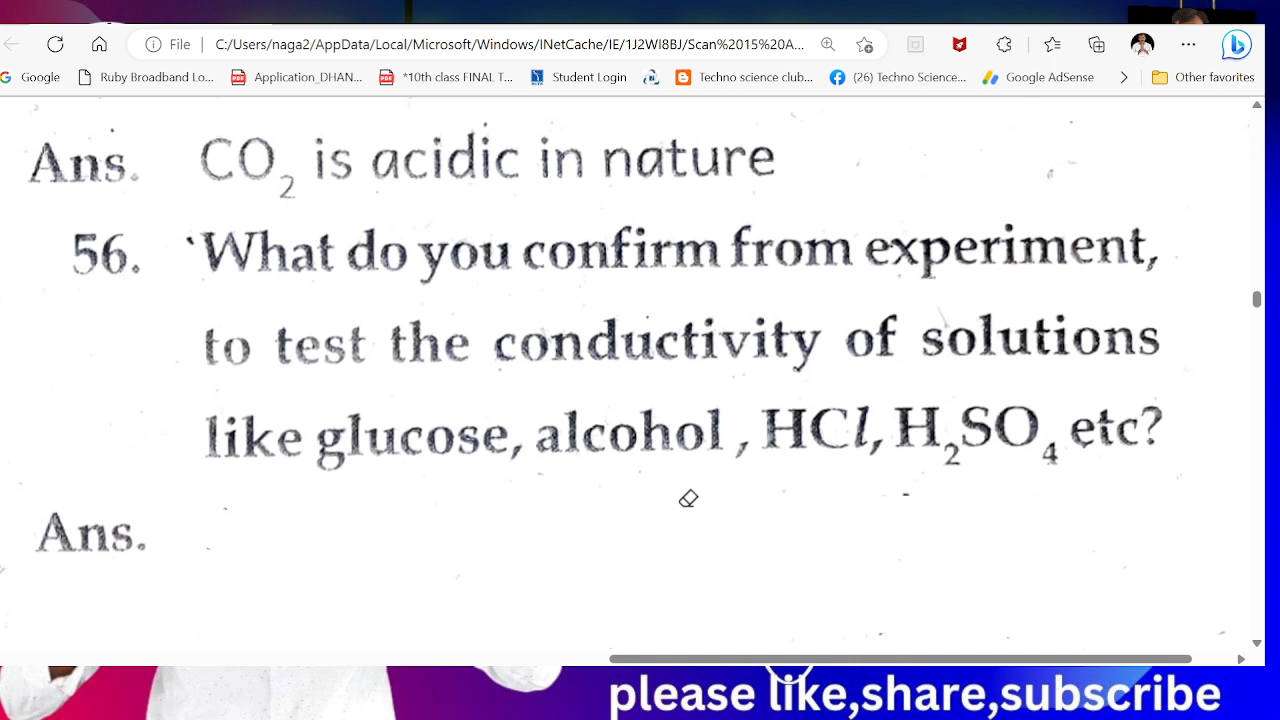 File C:/Users/naga2/AppData/Local/Microsoft/Windows/INetCache/IE/1J2WI8BJ/Scan%2015%20A...
Google Ruby Broadband Lo... Application_DHAN... *10th class FINAL T... Student Login Techno science club... (26) Techno Science... Google AdSense Other favorites
Ans. CO₂ is acidic in nature
56. What do you confirm from experiment,
to test the conductivity of solutions
like glucose, alcohol , HCl, H₂SO₄ etc?
Ans.
please like,share,subscribe